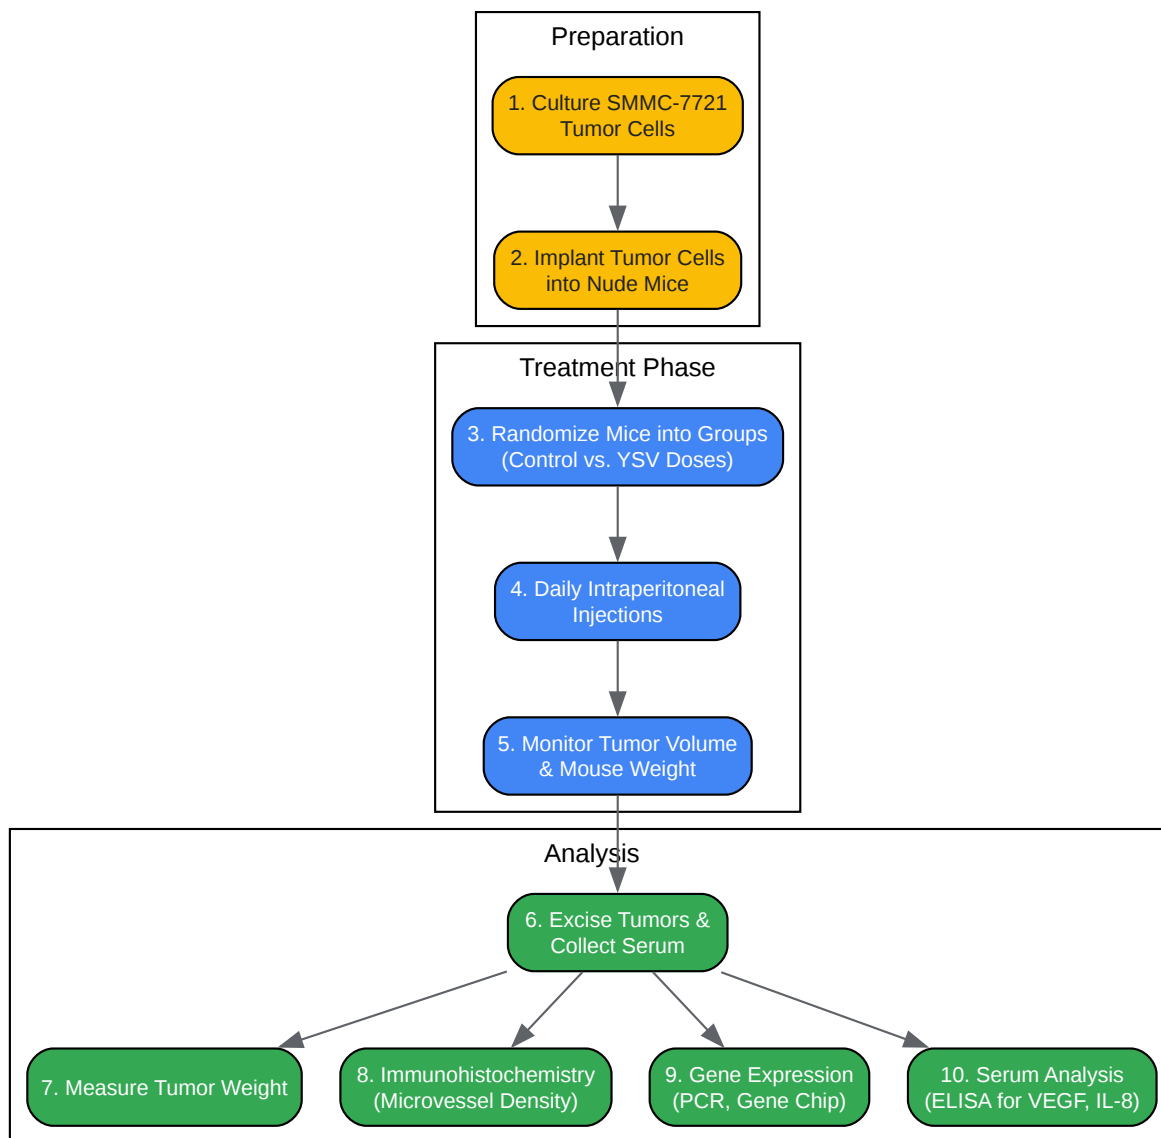 Preparation
1. Culture SMMC-7721
Tumor Cells
2. Implant Tumor Cells
into Nude Mice
Treatment Phase
3. Randomize Mice into Groups
(Control vs. YSV Doses)
4. Daily Intraperitoneal
Injections
5. Monitor Tumor Volume
& Mouse Weight
Analysis
6. Excise Tumors &
Collect Serum
7. Measure Tumor Weight
8. Immunohistochemistry
(Microvessel Density)
9. Gene Expression
(PCR, Gene Chip)
10. Serum Analysis
(ELISA for VEGF, IL-8)